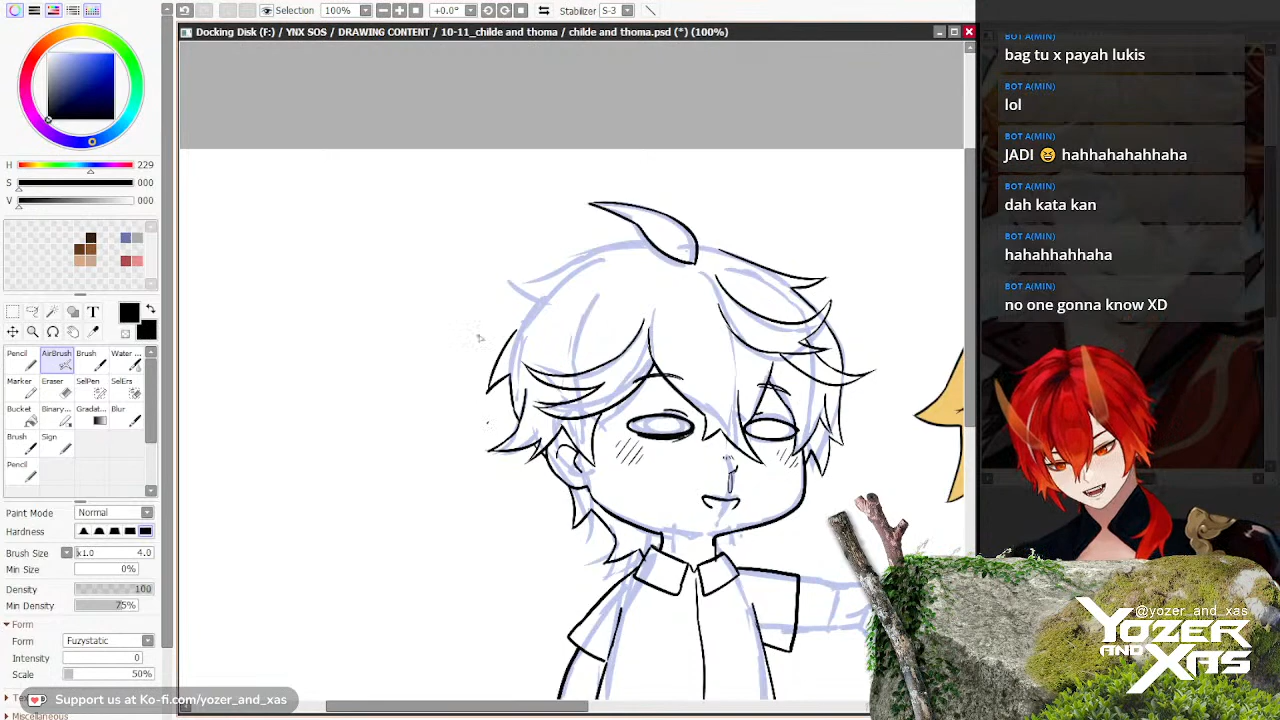 Selection
100%
+0.0°
Stabilizer
S-3
Docking Disk (F:) / YNX SOS / DRAWING CONTENT / 10-11_childe and thoma / childe and thoma.psd (*) (100%)
H
229
S
000
V
000
T
Pencil
AirBrush
Brush
Water ...
Marker
Eraser
SelPen
SelErs
Bucket
Binary...
Gradat...
Blur
Brush
Sign
Pencil
Paint Mode
Normal
Hardness
Brush Size
x1.0
4.0
Min Size
0%
Density
100
Min Density
75%
Form
Form
Fuzystatic
Intensity
0
Scale
50%
Miscellaneous
Support us at Ko-fi.com/yozer_and_xas
BOT A(MIN)
bag tu x payah lukis
BOT A(MIN)
lol
BOT A(MIN)
JADI 😆 hahhahahahhaha
BOT A(MIN)
dah kata kan
BOT A(MIN)
hahahhahhaha
BOT A(MIN)
no one gonna know XD
@yozer_and_xas
YOZER
AND XAS